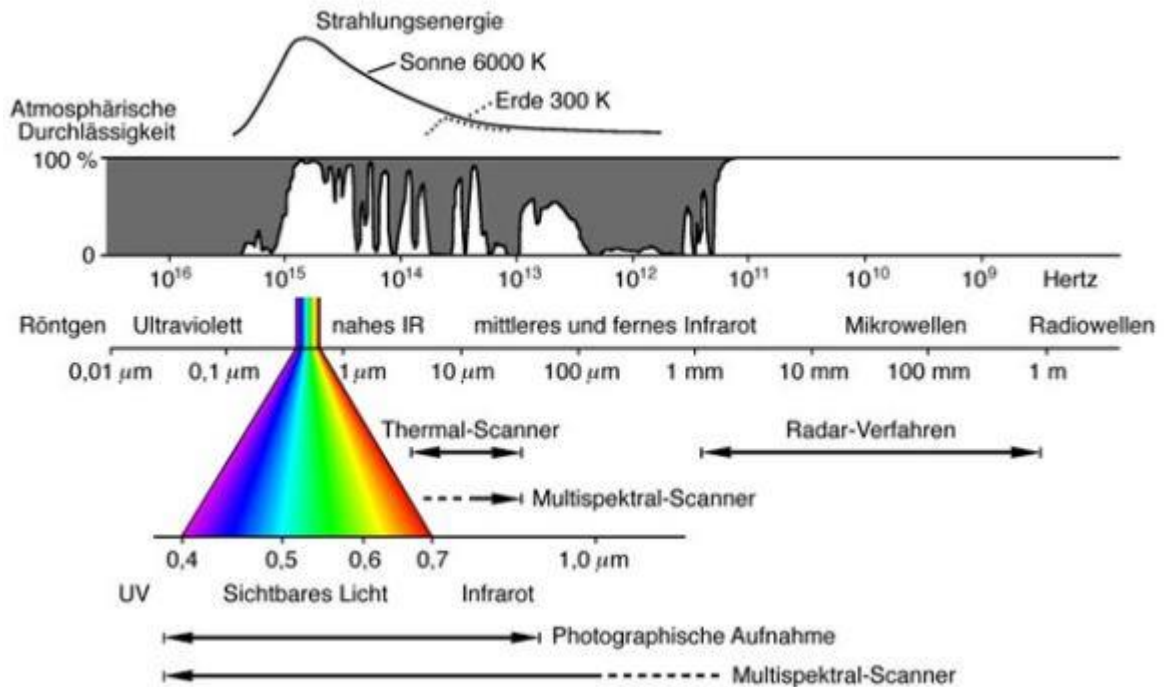 Strahlungsenergie
Sonne 6000 K
Erde 300 K
Atmosphärische
Durchlässigkeit
100 %
0
10¹⁶ 10¹⁵ 10¹⁴ 10¹³ 10¹² 10¹¹ 10¹⁰ 10⁹ Hertz
Röntgen Ultraviolett nahes IR mittleres und fernes Infrarot Mikrowellen Radiowellen
0,01 µm 0,1 µm 1 µm 10 µm 100 µm 1 mm 10 mm 100 mm 1 m
Thermal-Scanner Radar-Verfahren
Multispektral-Scanner
0,4 0,5 0,6 0,7 1,0 µm
UV Sichtbares Licht Infrarot
Photographische Aufnahme
Multispektral-Scanner